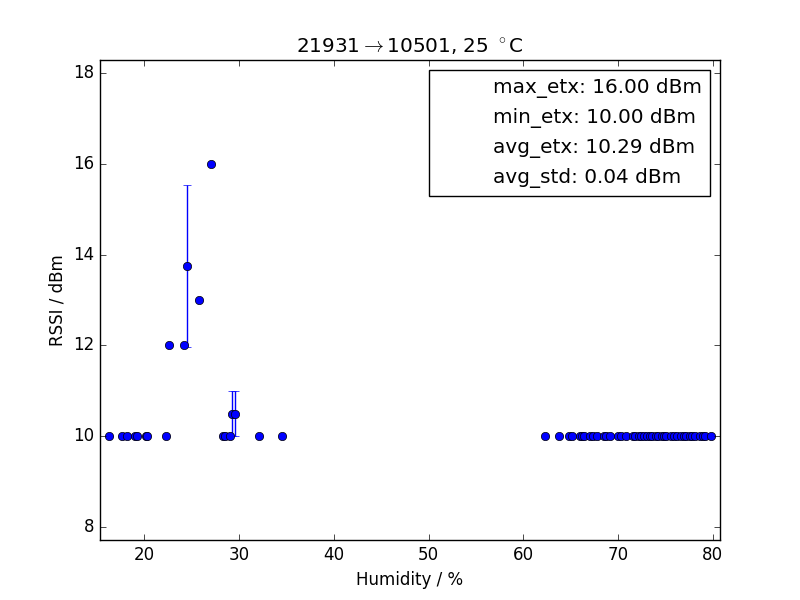 21931→10501, 25 °C
max_etx: 16.00 dBm
min_etx: 10.00 dBm
avg_etx: 10.29 dBm
avg_std: 0.04 dBm
18
16
14
12
10
8
RSSI / dBm
20 30 40 50 60 70 80
Humidity / %